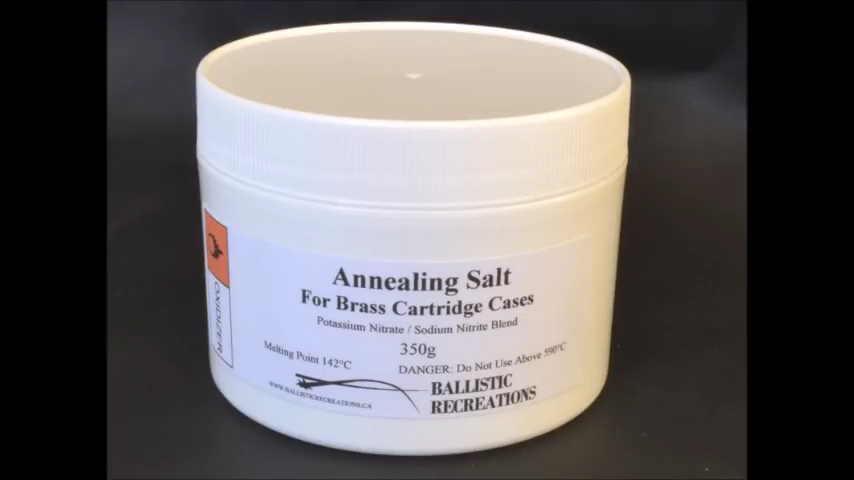 Annealing Salt
For Brass Cartridge Cases
Potassium Nitrate / Sodium Nitrite Blend
350g
Melting Point 142°C
DANGER: Do Not Use Above 590°C
WWW.BALLISTICRECREATIONS.CA
BALLISTIC
RECREATIONS
OXIDIZER